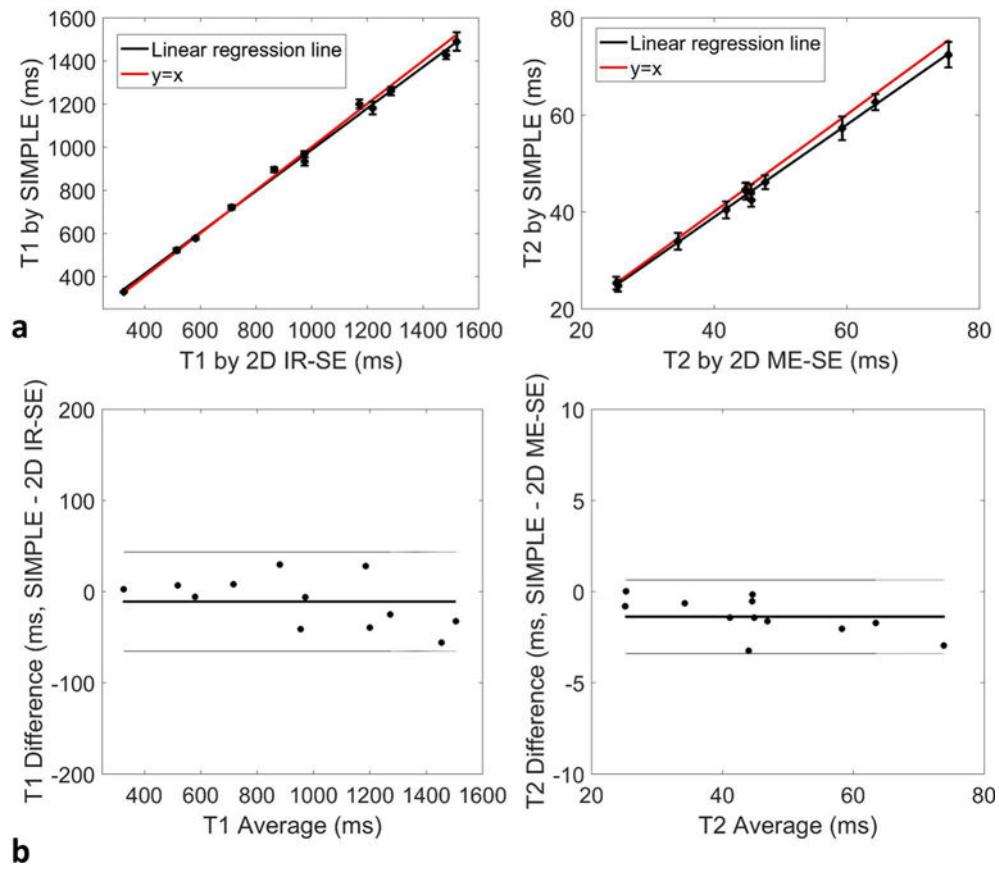 1600
1400
1200
1000
800
600
400
T1 by SIMPLE (ms)
Linear regression line
y=x
400 600 800 1000 1200 1400 1600
T1 by 2D IR-SE (ms)
80
60
40
20
T2 by SIMPLE (ms)
Linear regression line
y=x
20 40 60 80
T2 by 2D ME-SE (ms)
a
200
100
0
-100
-200
T1 Difference (ms, SIMPLE - 2D IR-SE)
400 600 800 1000 1200 1400 1600
T1 Average (ms)
10
5
0
-5
-10
T2 Difference (ms, SIMPLE - 2D ME-SE)
20 40 60 80
T2 Average (ms)
b